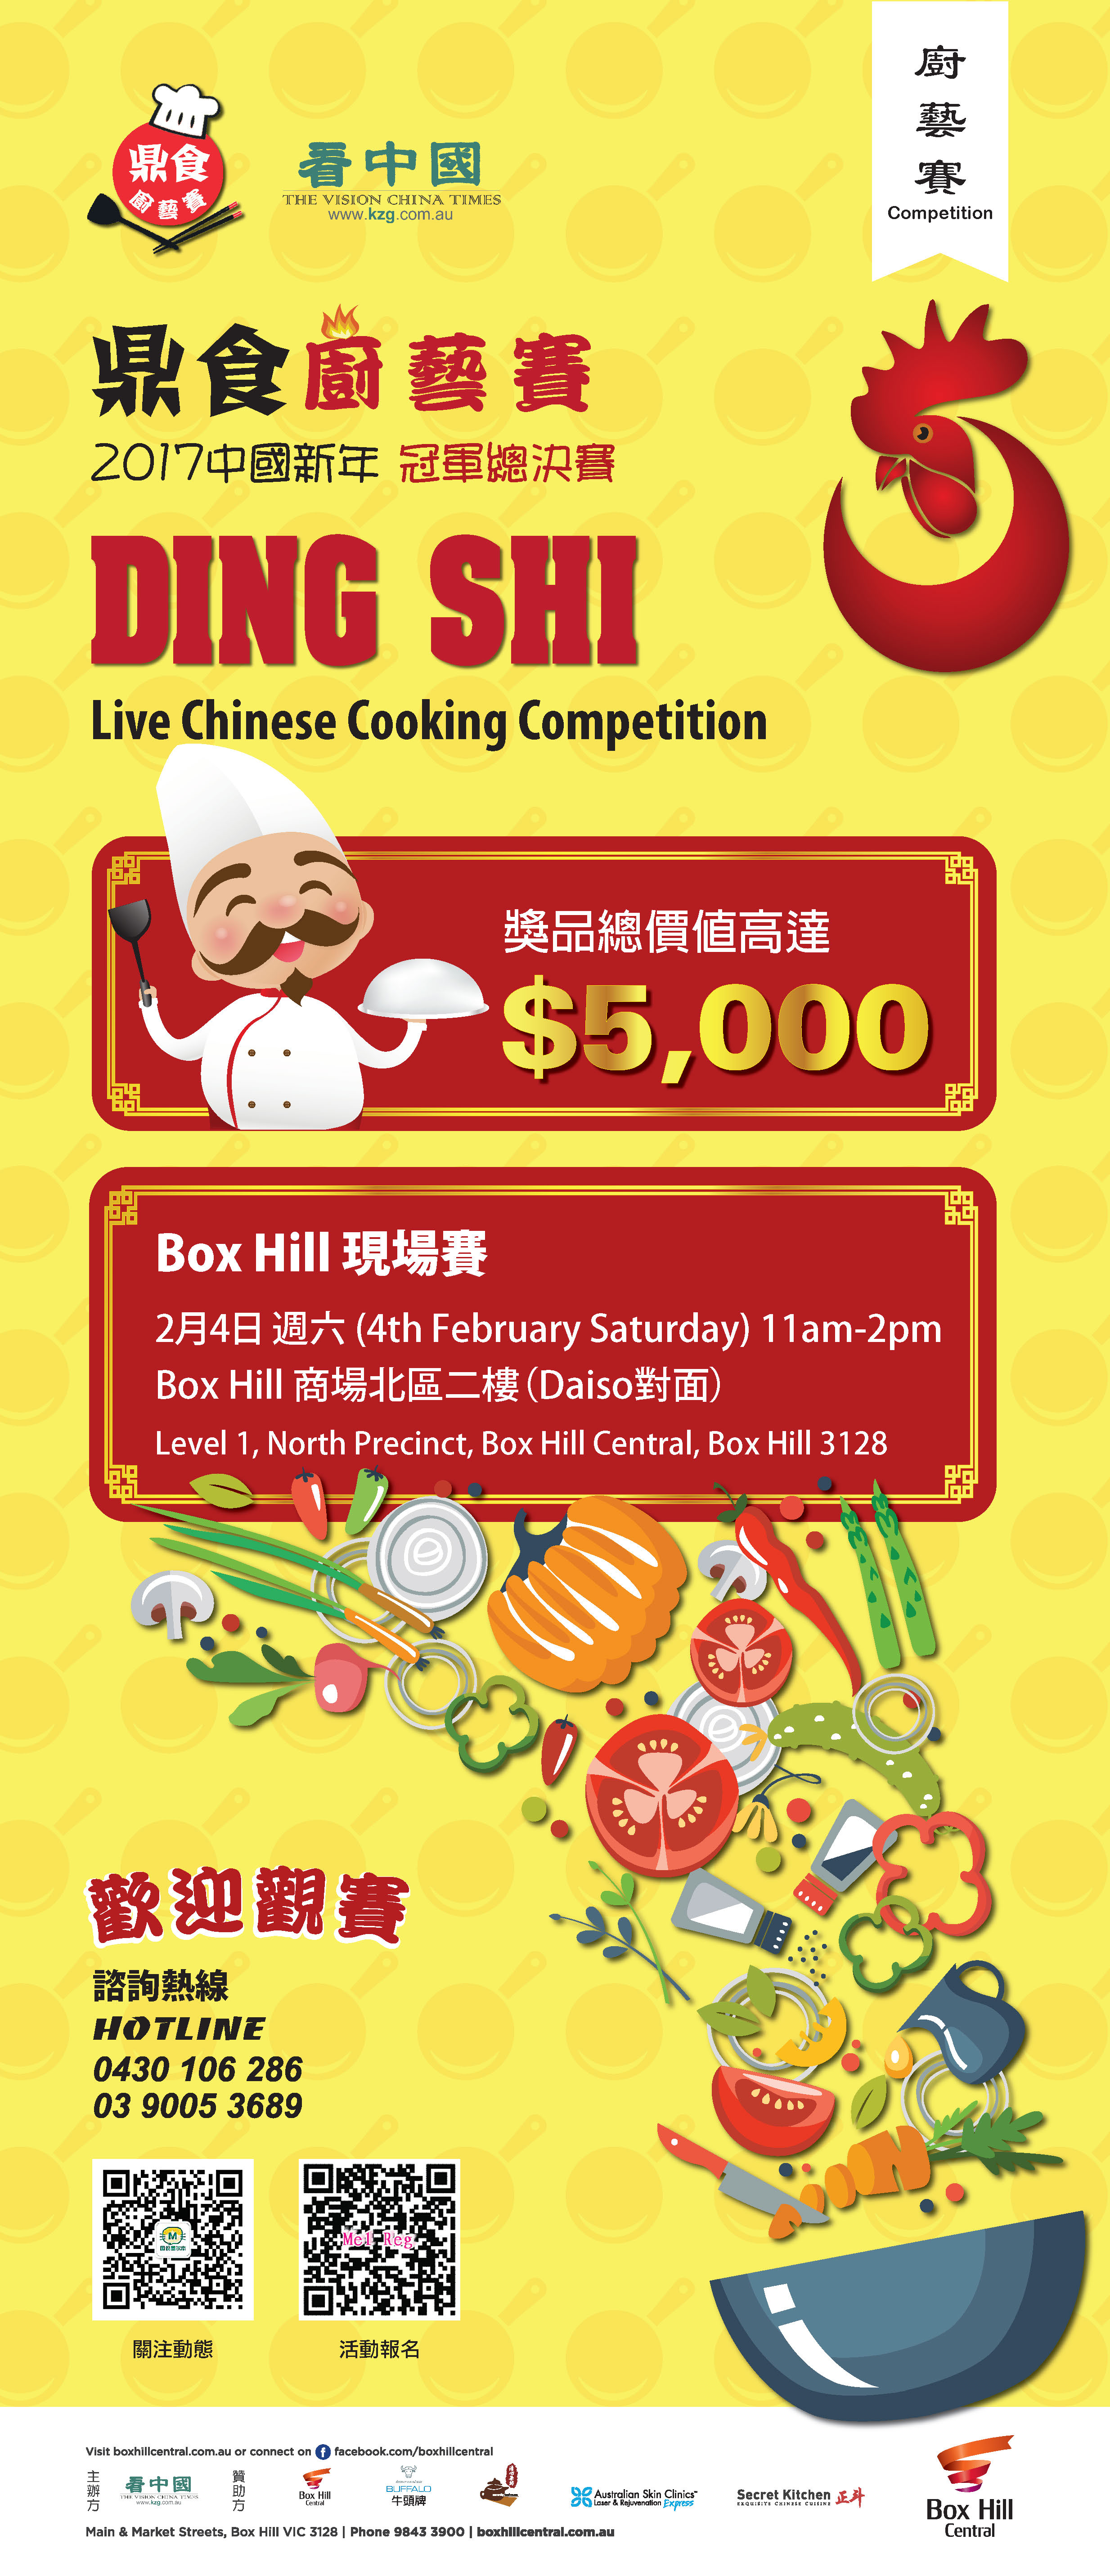 廚
藝
賽
Competition
鼎食
廚藝賽
看中國
THE VISION CHINA TIMES
www.kzg.com.au
鼎食廚藝賽
2017中國新年 冠軍總決賽
DING SHI
Live Chinese Cooking Competition
獎品總價值高達
$5,000
Box Hill 現場賽
2月4日 週六 (4th February Saturday) 11am-2pm
Box Hill 商場北區二樓（Daiso對面）
Level 1, North Precinct, Box Hill Central, Box Hill 3128
歡迎觀賽
諮詢熱線
HOTLINE
0430 106 286
03 9005 3689
M
Mel Reg
關注動態
活動報名
Visit boxhillcentral.com.au or connect on facebook.com/boxhillcentral
主辦方
看中國
THE VISION CHINA TIMES
www.kzg.com.au
贊助方
Box Hill
Central
BUFFALO
牛頭牌
Australian Skin Clinics
Laser & Rejuvenation Express
Secret Kitchen 正斗
EXQUISITE CHINESE CUISINE
Box Hill
Central
Main & Market Streets, Box Hill VIC 3128 | Phone 9843 3900 | boxhillcentral.com.au